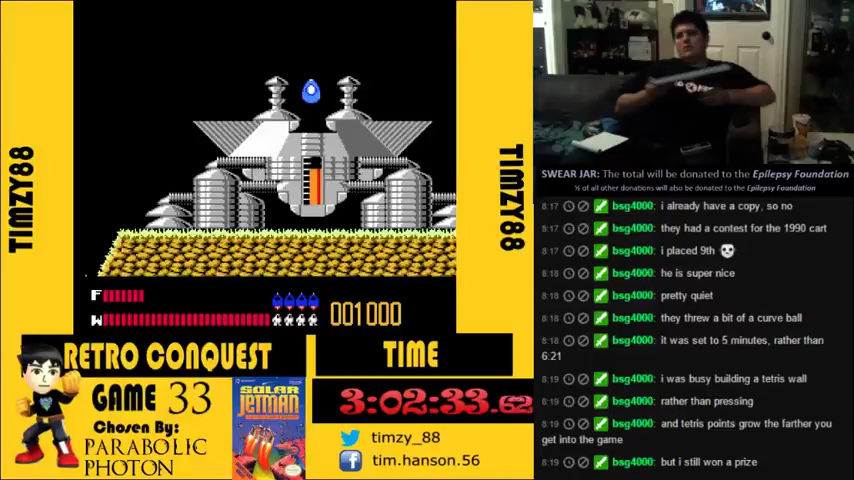 TIMZY88
TIMZY88
F
W
001000
RETRO CONQUEST
GAME 33
Chosen By:
PARABOLIC
PHOTON
SOLAR
JETMAN
TIME
3:02:33.62
timzy_88
tim.hanson.56
SWEAR JAR: The total will be donated to the Epilepsy Foundation
½ of all other donations will also be donated to the Epilepsy Foundation
8:17 bsg4000: i already have a copy, so no
8:17 bsg4000: they had a contest for the 1990 cart
8:17 bsg4000: i placed 9th
8:18 bsg4000: he is super nice
8:18 bsg4000: pretty quiet
8:18 bsg4000: they threw a bit of a curve ball
8:18 bsg4000: it was set to 5 minutes, rather than
6:21
8:19 bsg4000: i was busy building a tetris wall
8:19 bsg4000: rather than pressing
8:19 bsg4000: and tetris points grow the farther you
get into the game
8:19 bsg4000: but i still won a prize